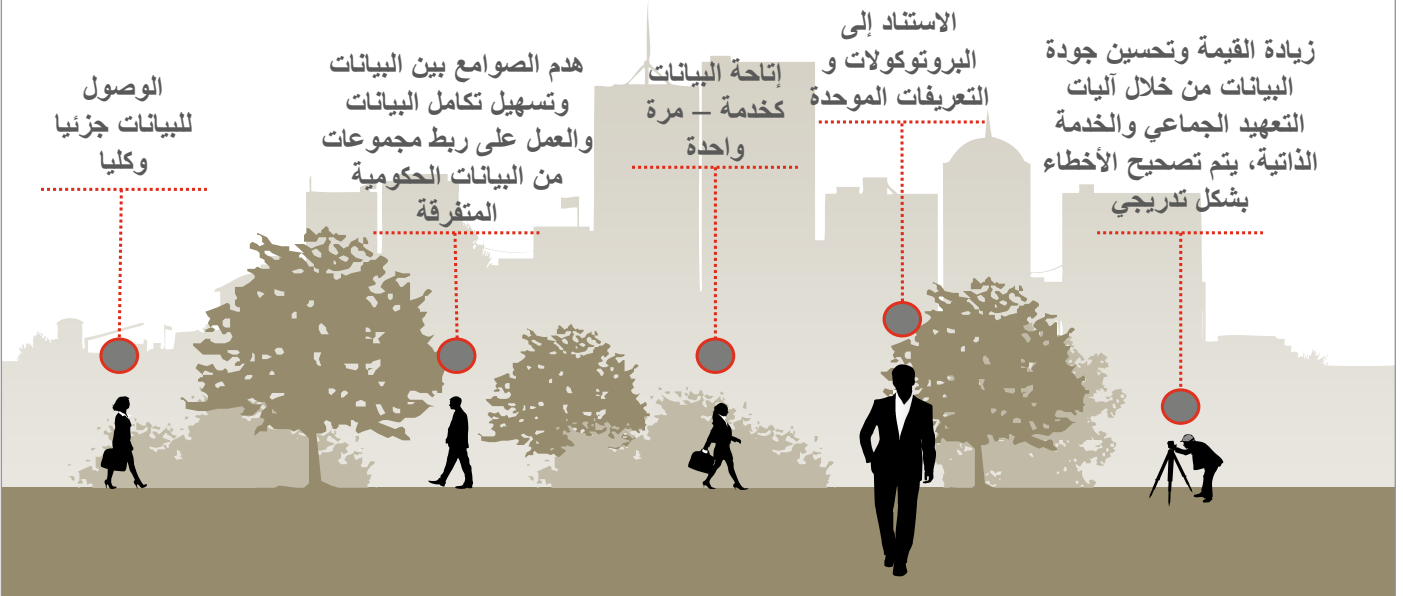 زيادة القيمة وتحسين جودة
البيانات من خلال آليات
التعهيد الجماعي والخدمة
الذاتية، يتم تصحيح الأخطاء
بشكل تدريجي
الاستناد إلى
البروتوكولات و
التعريفات الموحدة
إتاحة البيانات
كخدمة – مرة
واحدة
هدم الصوامع بين البيانات
وتسهيل تكامل البيانات
والعمل على ربط مجموعات
من البيانات الحكومية
المتفرقة
الوصول
للبيانات جزئيا
وكليا